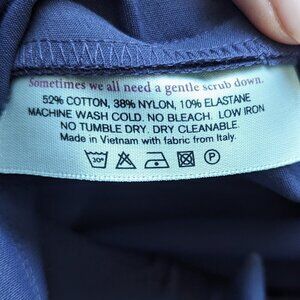 Sometimes we all need a gentle scrub down.
52% COTTON, 38% NYLON, 10% ELASTANE
MACHINE WASH COLD. NO BLEACH. LOW IRON
NO TUMBLE DRY. DRY CLEANABLE.
Made in Vietnam with fabric from Italy.
30° P